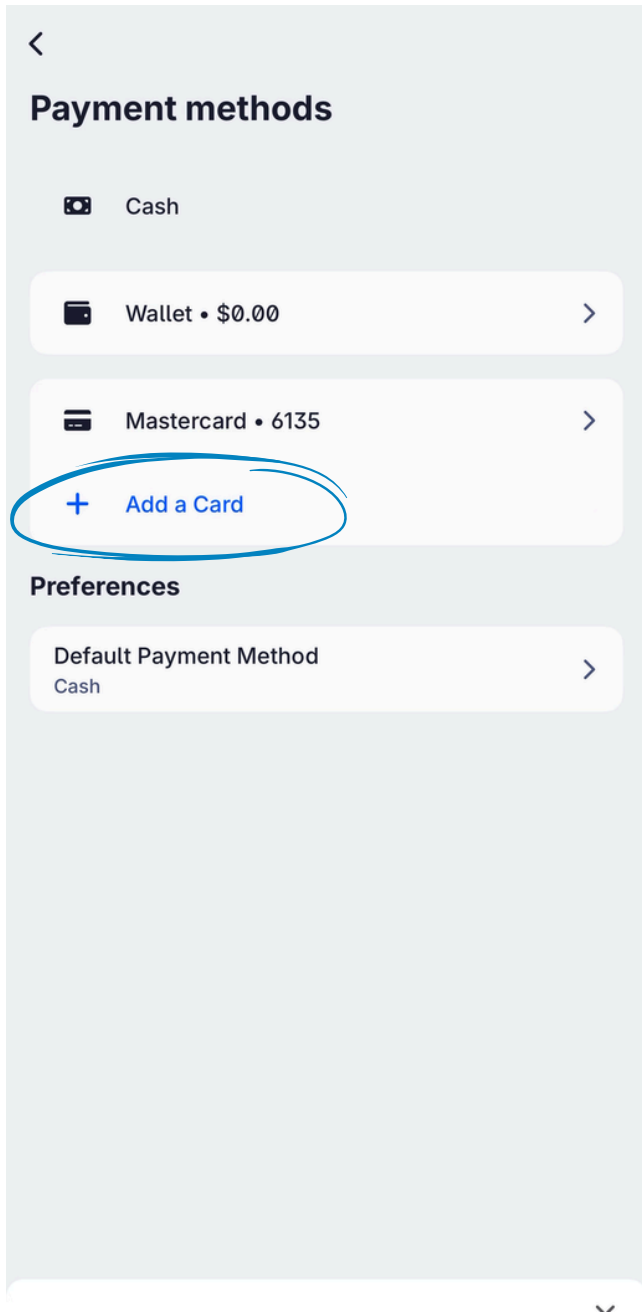 Payment methods
Cash
Wallet • $0.00
Mastercard • 6135
+ Add a Card
Preferences
Default Payment Method
Cash